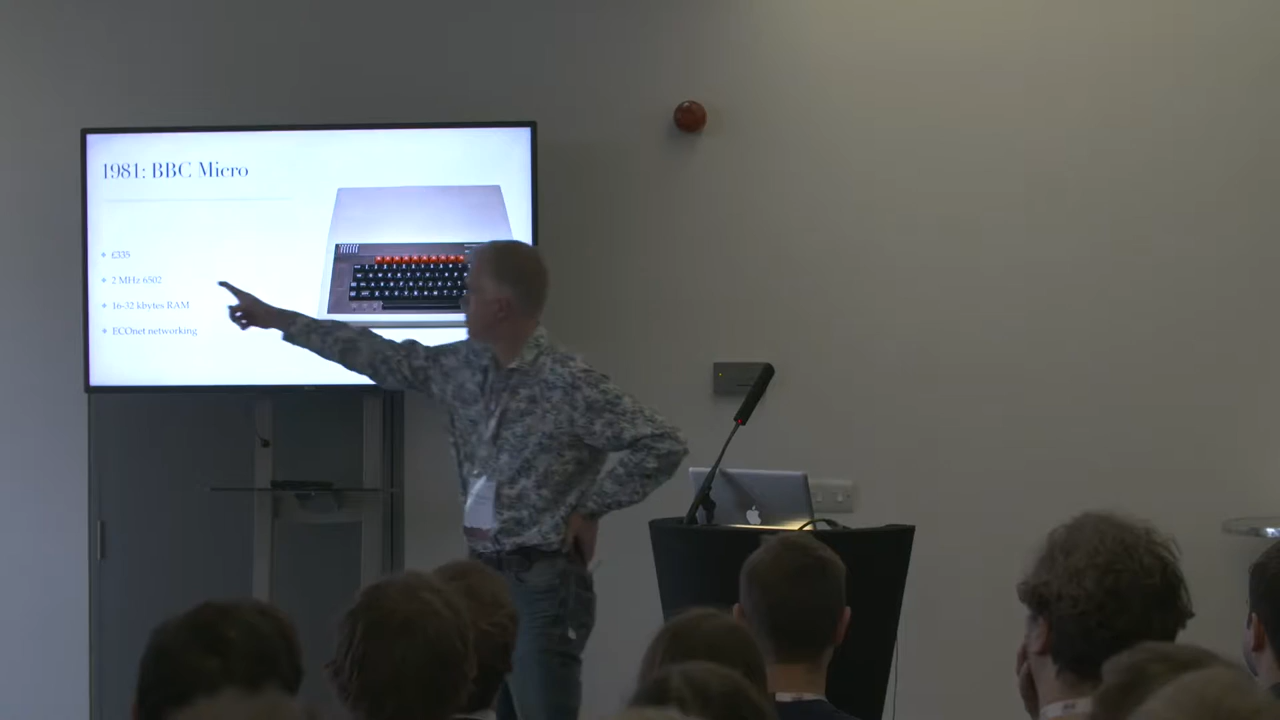 1981: BBC Micro
£335
2 MHz 6502
16-32 kbytes RAM
ECOnet networking